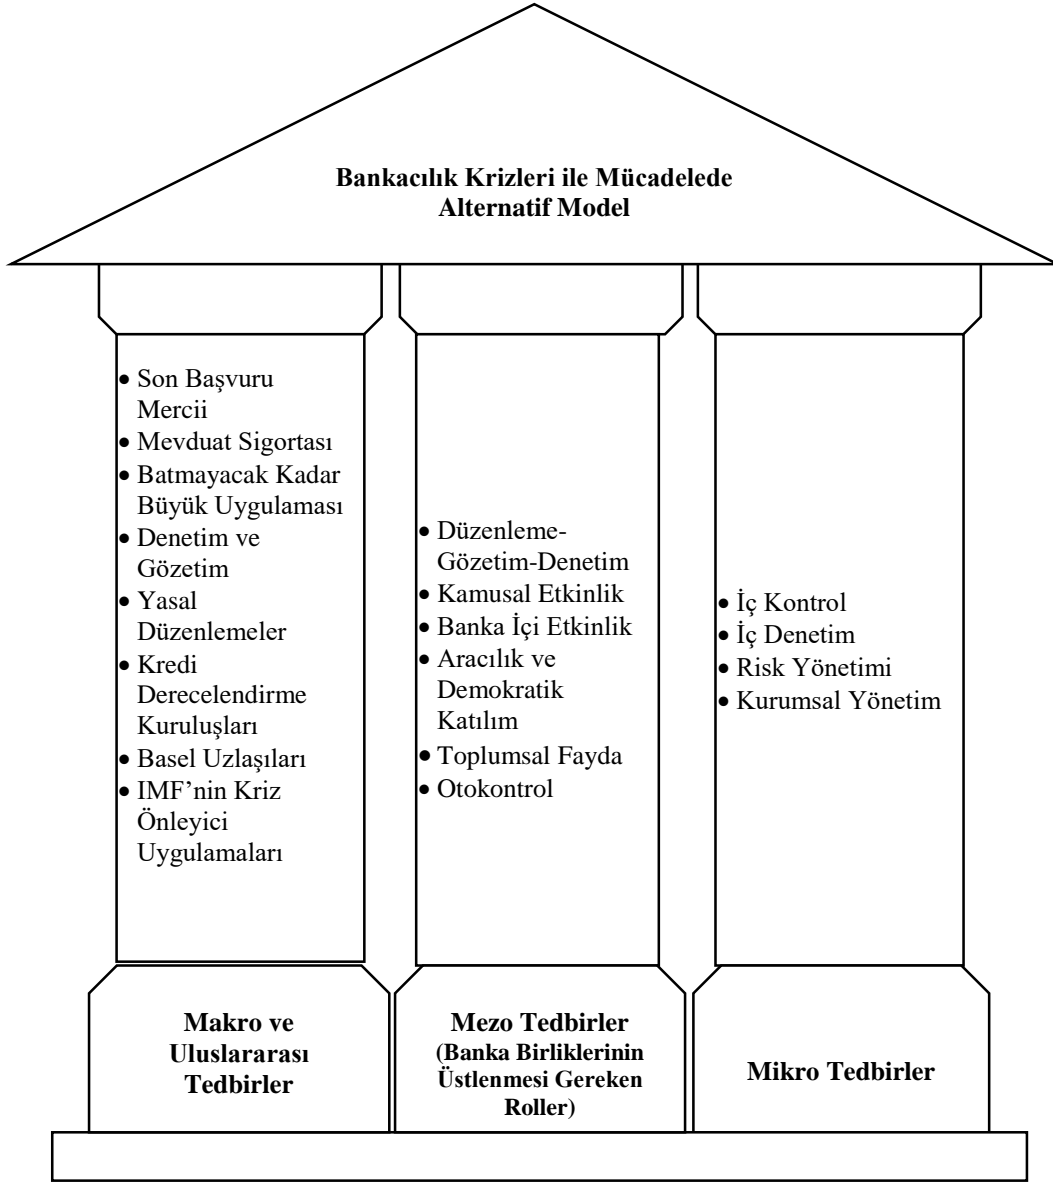 Bankacılık Krizleri ile Mücadelede
Alternatif Model
• Son Başvuru
Mercii
• Mevduat Sigortası
• Batmayacak Kadar
Büyük Uygulaması
• Denetim ve
Gözetim
• Yasal
Düzenlemeler
• Kredi
Derecelendirme
Kuruluşları
• Basel Uzlaşıları
• IMF’nin Kriz
Önleyici
Uygulamaları
• Düzenleme-
Gözetim-Denetim
• Kamusal Etkinlik
• Banka İçi Etkinlik
• Aracılık ve
Demokratik
Katılım
• Toplumsal Fayda
• Otokontrol
• İç Kontrol
• İç Denetim
• Risk Yönetimi
• Kurumsal Yönetim
Makro ve
Uluslararası
Tedbirler
Mezo Tedbirler
(Banka Birliklerinin
Üstlenmesi Gereken
Roller)
Mikro Tedbirler